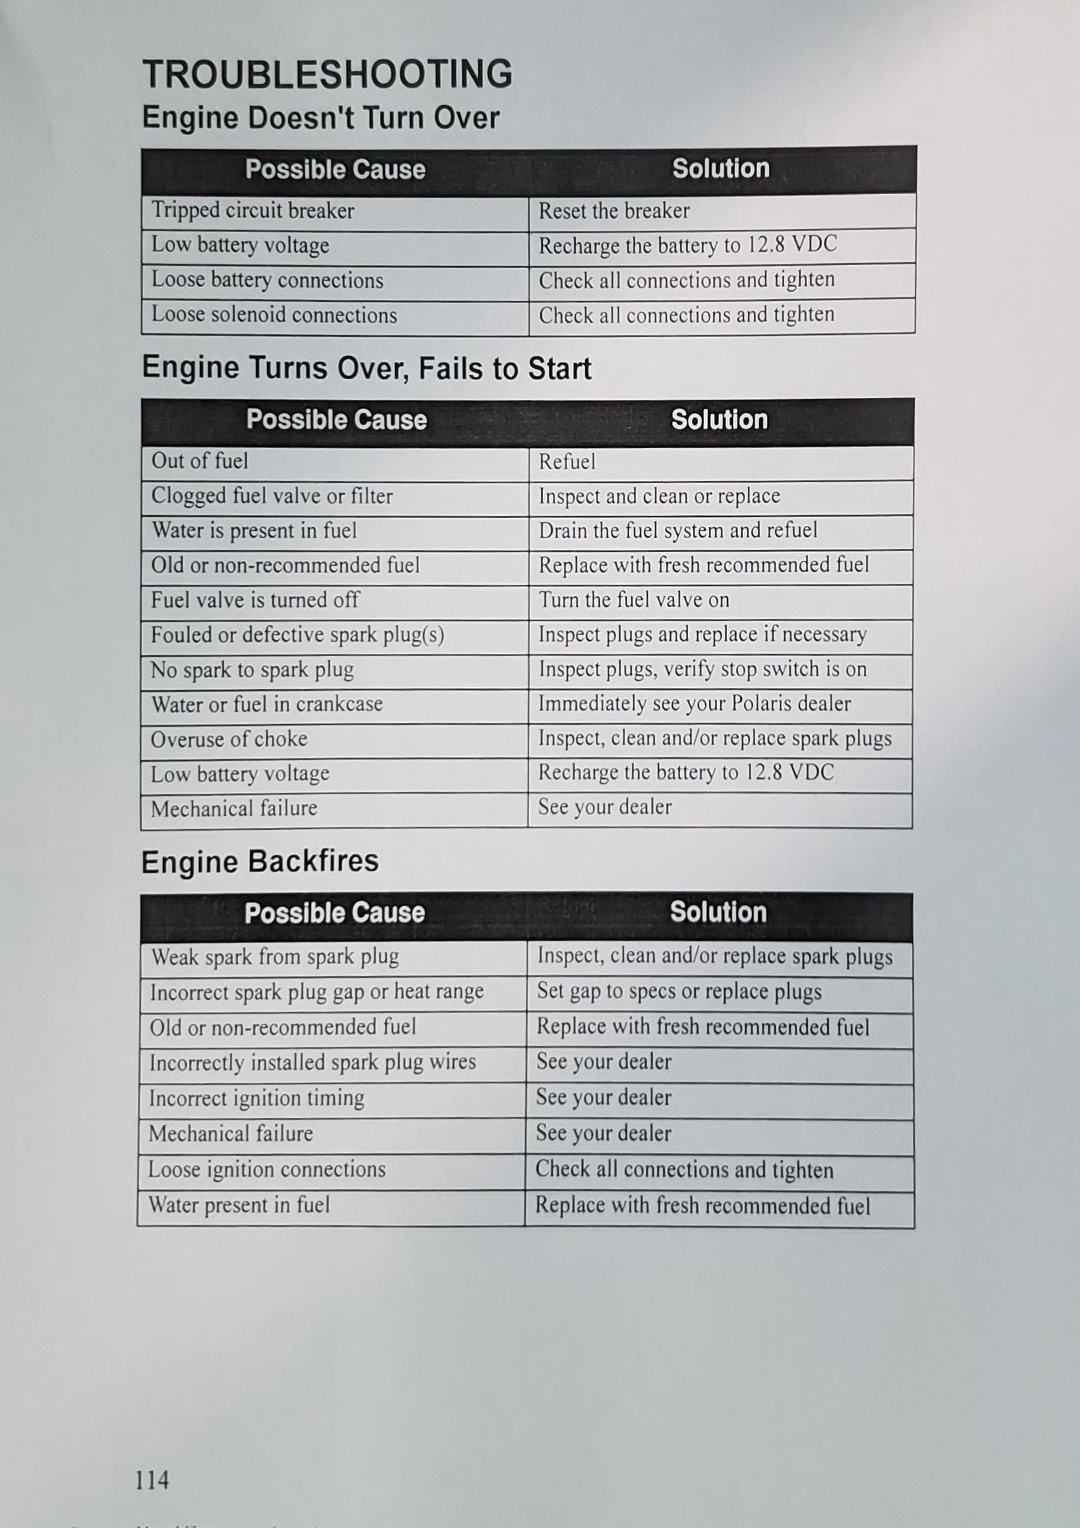 TROUBLESHOOTING
Engine Doesn't Turn Over
Possible Cause Solution
Tripped circuit breaker Reset the breaker
Low battery voltage Recharge the battery to 12.8 VDC
Loose battery connections Check all connections and tighten
Loose solenoid connections Check all connections and tighten
Engine Turns Over, Fails to Start
Possible Cause Solution
Out of fuel Refuel
Clogged fuel valve or filter Inspect and clean or replace
Water is present in fuel Drain the fuel system and refuel
Old or non-recommended fuel Replace with fresh recommended fuel
Fuel valve is turned off Turn the fuel valve on
Fouled or defective spark plug(s) Inspect plugs and replace if necessary
No spark to spark plug Inspect plugs, verify stop switch is on
Water or fuel in crankcase Immediately see your Polaris dealer
Overuse of choke Inspect, clean and/or replace spark plugs
Low battery voltage Recharge the battery to 12.8 VDC
Mechanical failure See your dealer
Engine Backfires
Possible Cause Solution
Weak spark from spark plug Inspect, clean and/or replace spark plugs
Incorrect spark plug gap or heat range Set gap to specs or replace plugs
Old or non-recommended fuel Replace with fresh recommended fuel
Incorrectly installed spark plug wires See your dealer
Incorrect ignition timing See your dealer
Mechanical failure See your dealer
Loose ignition connections Check all connections and tighten
Water present in fuel Replace with fresh recommended fuel
114